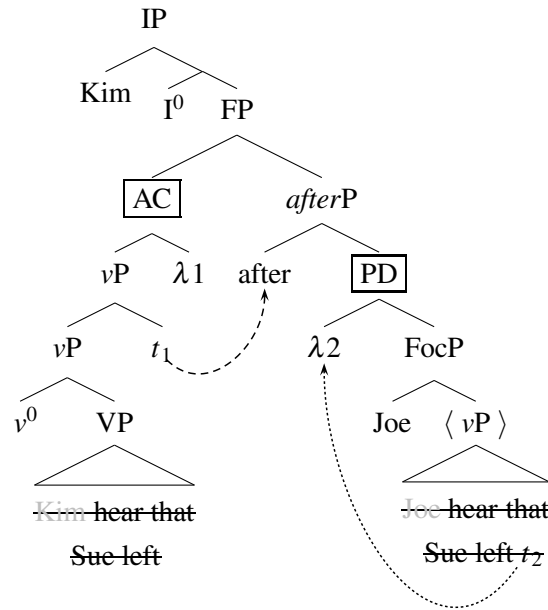 IP
Kim I⁰ FP
AC afterP
vP λ1 after PD
vP t₁ λ2 FocP
v⁰ VP Joe ⟨ vP ⟩
Kim hear that Joe hear that
Sue left Sue left t₂